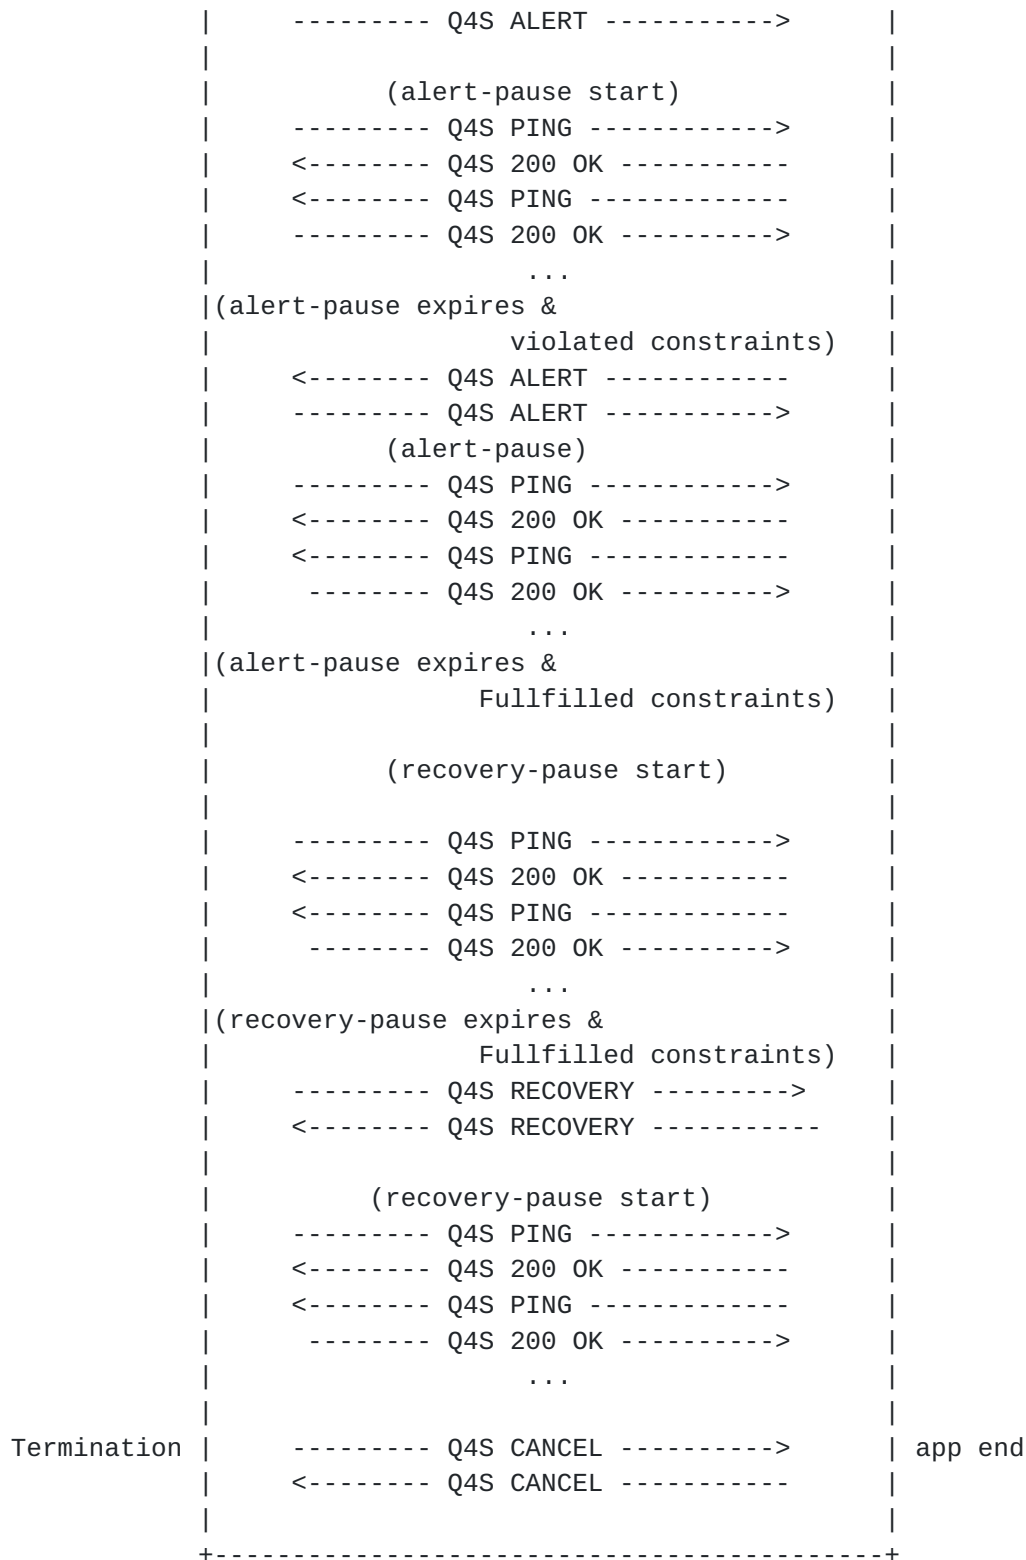 |     --------- Q4S ALERT ----------->      |
|                                           |
|           (alert-pause start)             |
|     --------- Q4S PING ------------>      |
|     <-------- Q4S 200 OK -----------      |
|     <-------- Q4S PING -------------      |
|     --------- Q4S 200 OK ---------->      |
|                    ...                    |
|(alert-pause expires &                     |
|                   violated constraints)   |
|     <-------- Q4S ALERT ------------      |
|     --------- Q4S ALERT ----------->      |
|           (alert-pause)                   |
|     --------- Q4S PING ------------>      |
|     <-------- Q4S 200 OK -----------      |
|     <-------- Q4S PING -------------      |
|      -------- Q4S 200 OK ---------->      |
|                    ...                    |
|(alert-pause expires &                     |
|                 Fullfilled constraints)   |
|                                           |
|           (recovery-pause start)          |
|                                           |
|     --------- Q4S PING ------------>      |
|     <-------- Q4S 200 OK -----------      |
|     <-------- Q4S PING -------------      |
|      -------- Q4S 200 OK ---------->      |
|                    ...                    |
|(recovery-pause expires &                  |
|                 Fullfilled constraints)   |
|     --------- Q4S RECOVERY --------->     |
|     <-------- Q4S RECOVERY -----------    |
|                                           |
|          (recovery-pause start)           |
|     --------- Q4S PING ------------>      |
|     <-------- Q4S 200 OK -----------      |
|     <-------- Q4S PING -------------      |
|      -------- Q4S 200 OK ---------->      |
|                    ...                    |
|                                           |
Termination |     --------- Q4S CANCEL ---------->      | app end
|     <-------- Q4S CANCEL -----------      |
|                                           |
+-------------------------------------------+